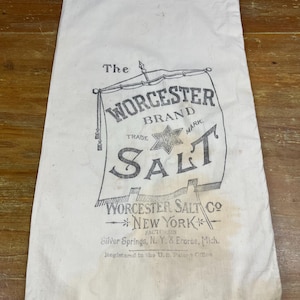 The
WORCESTER
BRAND
TRADE MARK
SALT
WORCESTER SALT Co
NEW YORK
Silver Springs, N.Y. & Ecorse, Mich.
Registered in the U.S. Patent Office